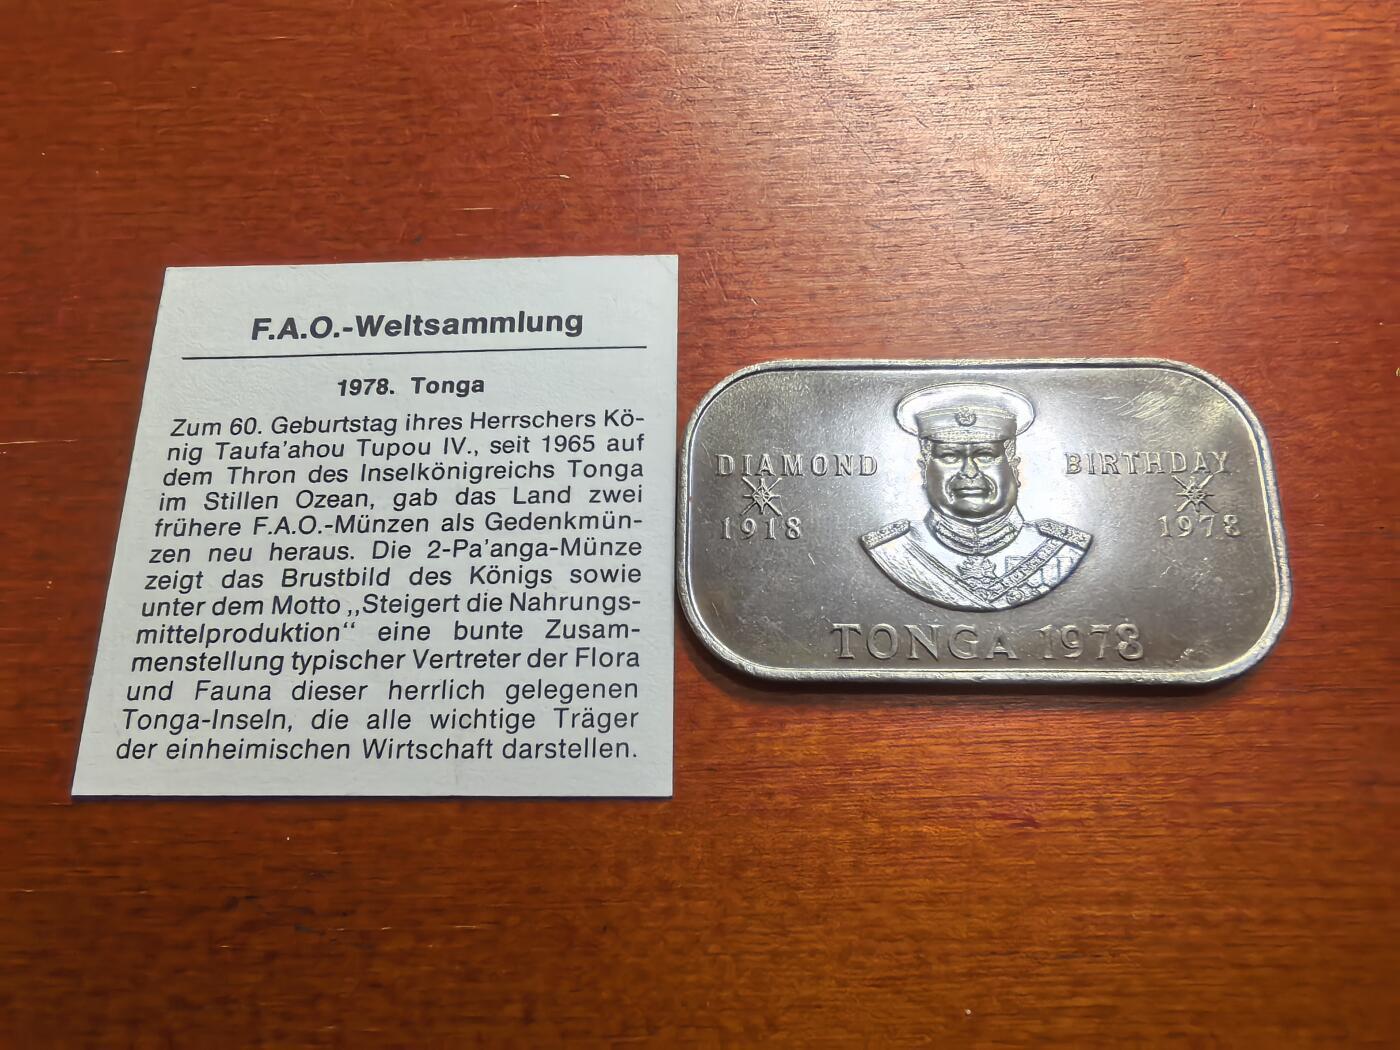 F.A.O.-Weltsammlung
1978. Tonga
Zum 60. Geburtstag ihres Herrschers Kö-
nig Taufa'ahou Tupou IV., seit 1965 auf
dem Thron des Inselkönigreichs Tonga
im Stillen Ozean, gab das Land zwei
frühere F.A.O.-Münzen als Gedenkmün-
zen neu heraus. Die 2-Pa'anga-Münze
zeigt das Brustbild des Königs sowie
unter dem Motto „Steigert die Nahrungs-
mittelproduktion“ eine bunte Zusam-
menstellung typischer Vertreter der Flora
und Fauna dieser herrlich gelegenen
Tonga-Inseln, die alle wichtige Träger
der einheimischen Wirtschaft darstellen.
DIAMOND BIRTHDAY
1918 1978
TONGA 1978